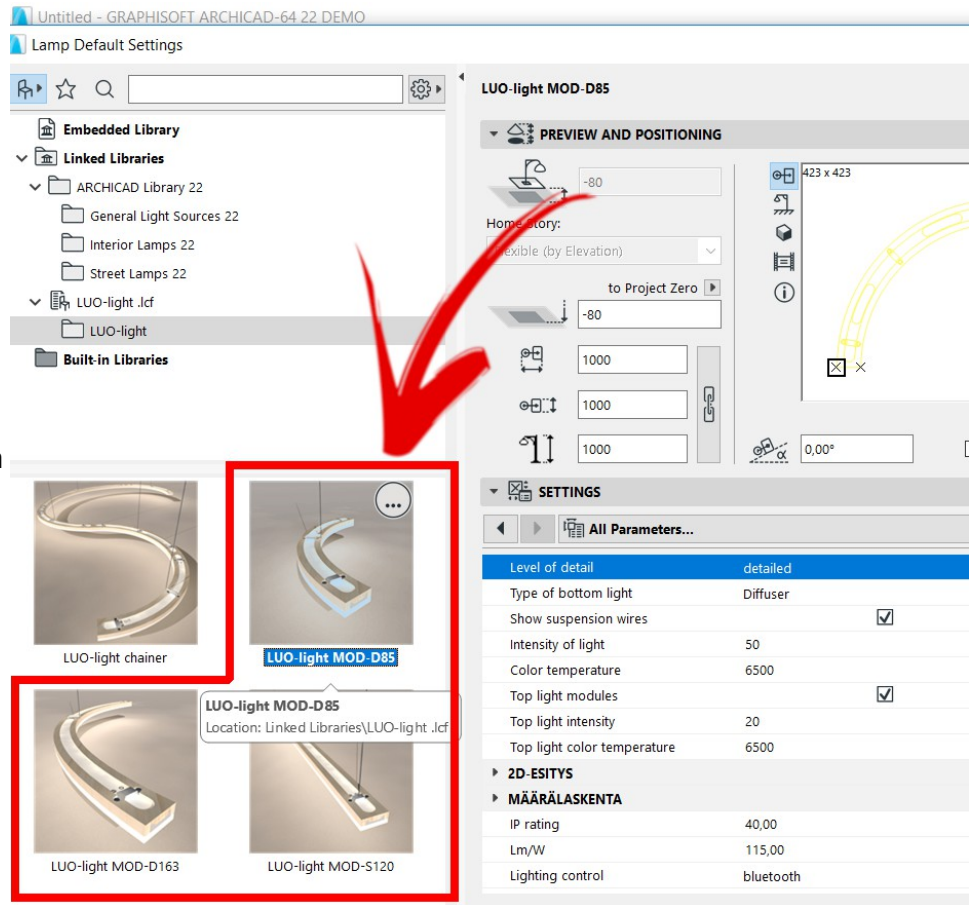 Untitled - GRAPHISOFT ARCHICAD-64 22 DEMO
Lamp Default Settings
Embedded Library
Linked Libraries
ARCHICAD Library 22
General Light Sources 22
Interior Lamps 22
Street Lamps 22
LUO-light .lcf
LUO-light
Built-in Libraries
LUO-light chainer
LUO-light MOD-D85
LUO-light MOD-D85
Location: Linked Libraries\LUO-light .lcf
LUO-light MOD-D163
LUO-light MOD-S120
LUO-light MOD-D85
PREVIEW AND POSITIONING
-80
Home Story:
(by Elevation)
to Project Zero
-80
1000
1000
1000
423 x 423
α 0,00°
SETTINGS
All Parameters...
Level of detail detailed
Type of bottom light Diffuser
Show suspension wires
Intensity of light 50
Color temperature 6500
Top light modules
Top light intensity 20
Top light color temperature 6500
2D-ESITYS
MÄÄRÄLASKENTA
IP rating 40,00
Lm/W 115,00
Lighting control bluetooth